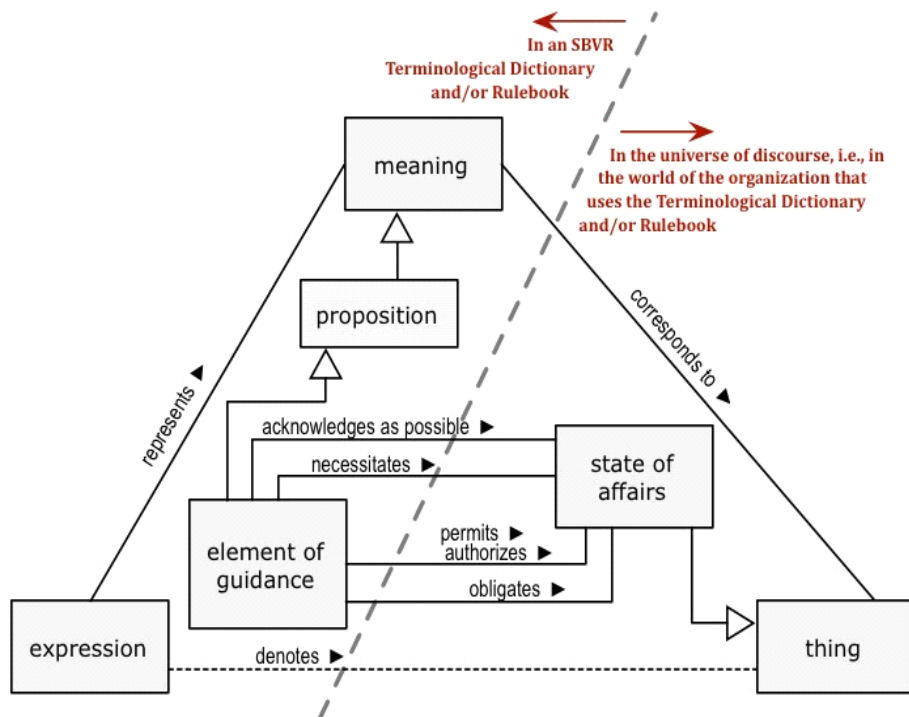 In an SBVR
Terminological Dictionary
and/or Rulebook
In the universe of discourse, i.e., in
the world of the organization that
uses the Terminological Dictionary
and/or Rulebook
meaning
proposition
represents ►
corresponds to ►
acknowledges as possible ►
necessitates ►
state of
affairs
element of
guidance
permits ►
authorizes ►
obligates ►
expression
denotes ►
thing